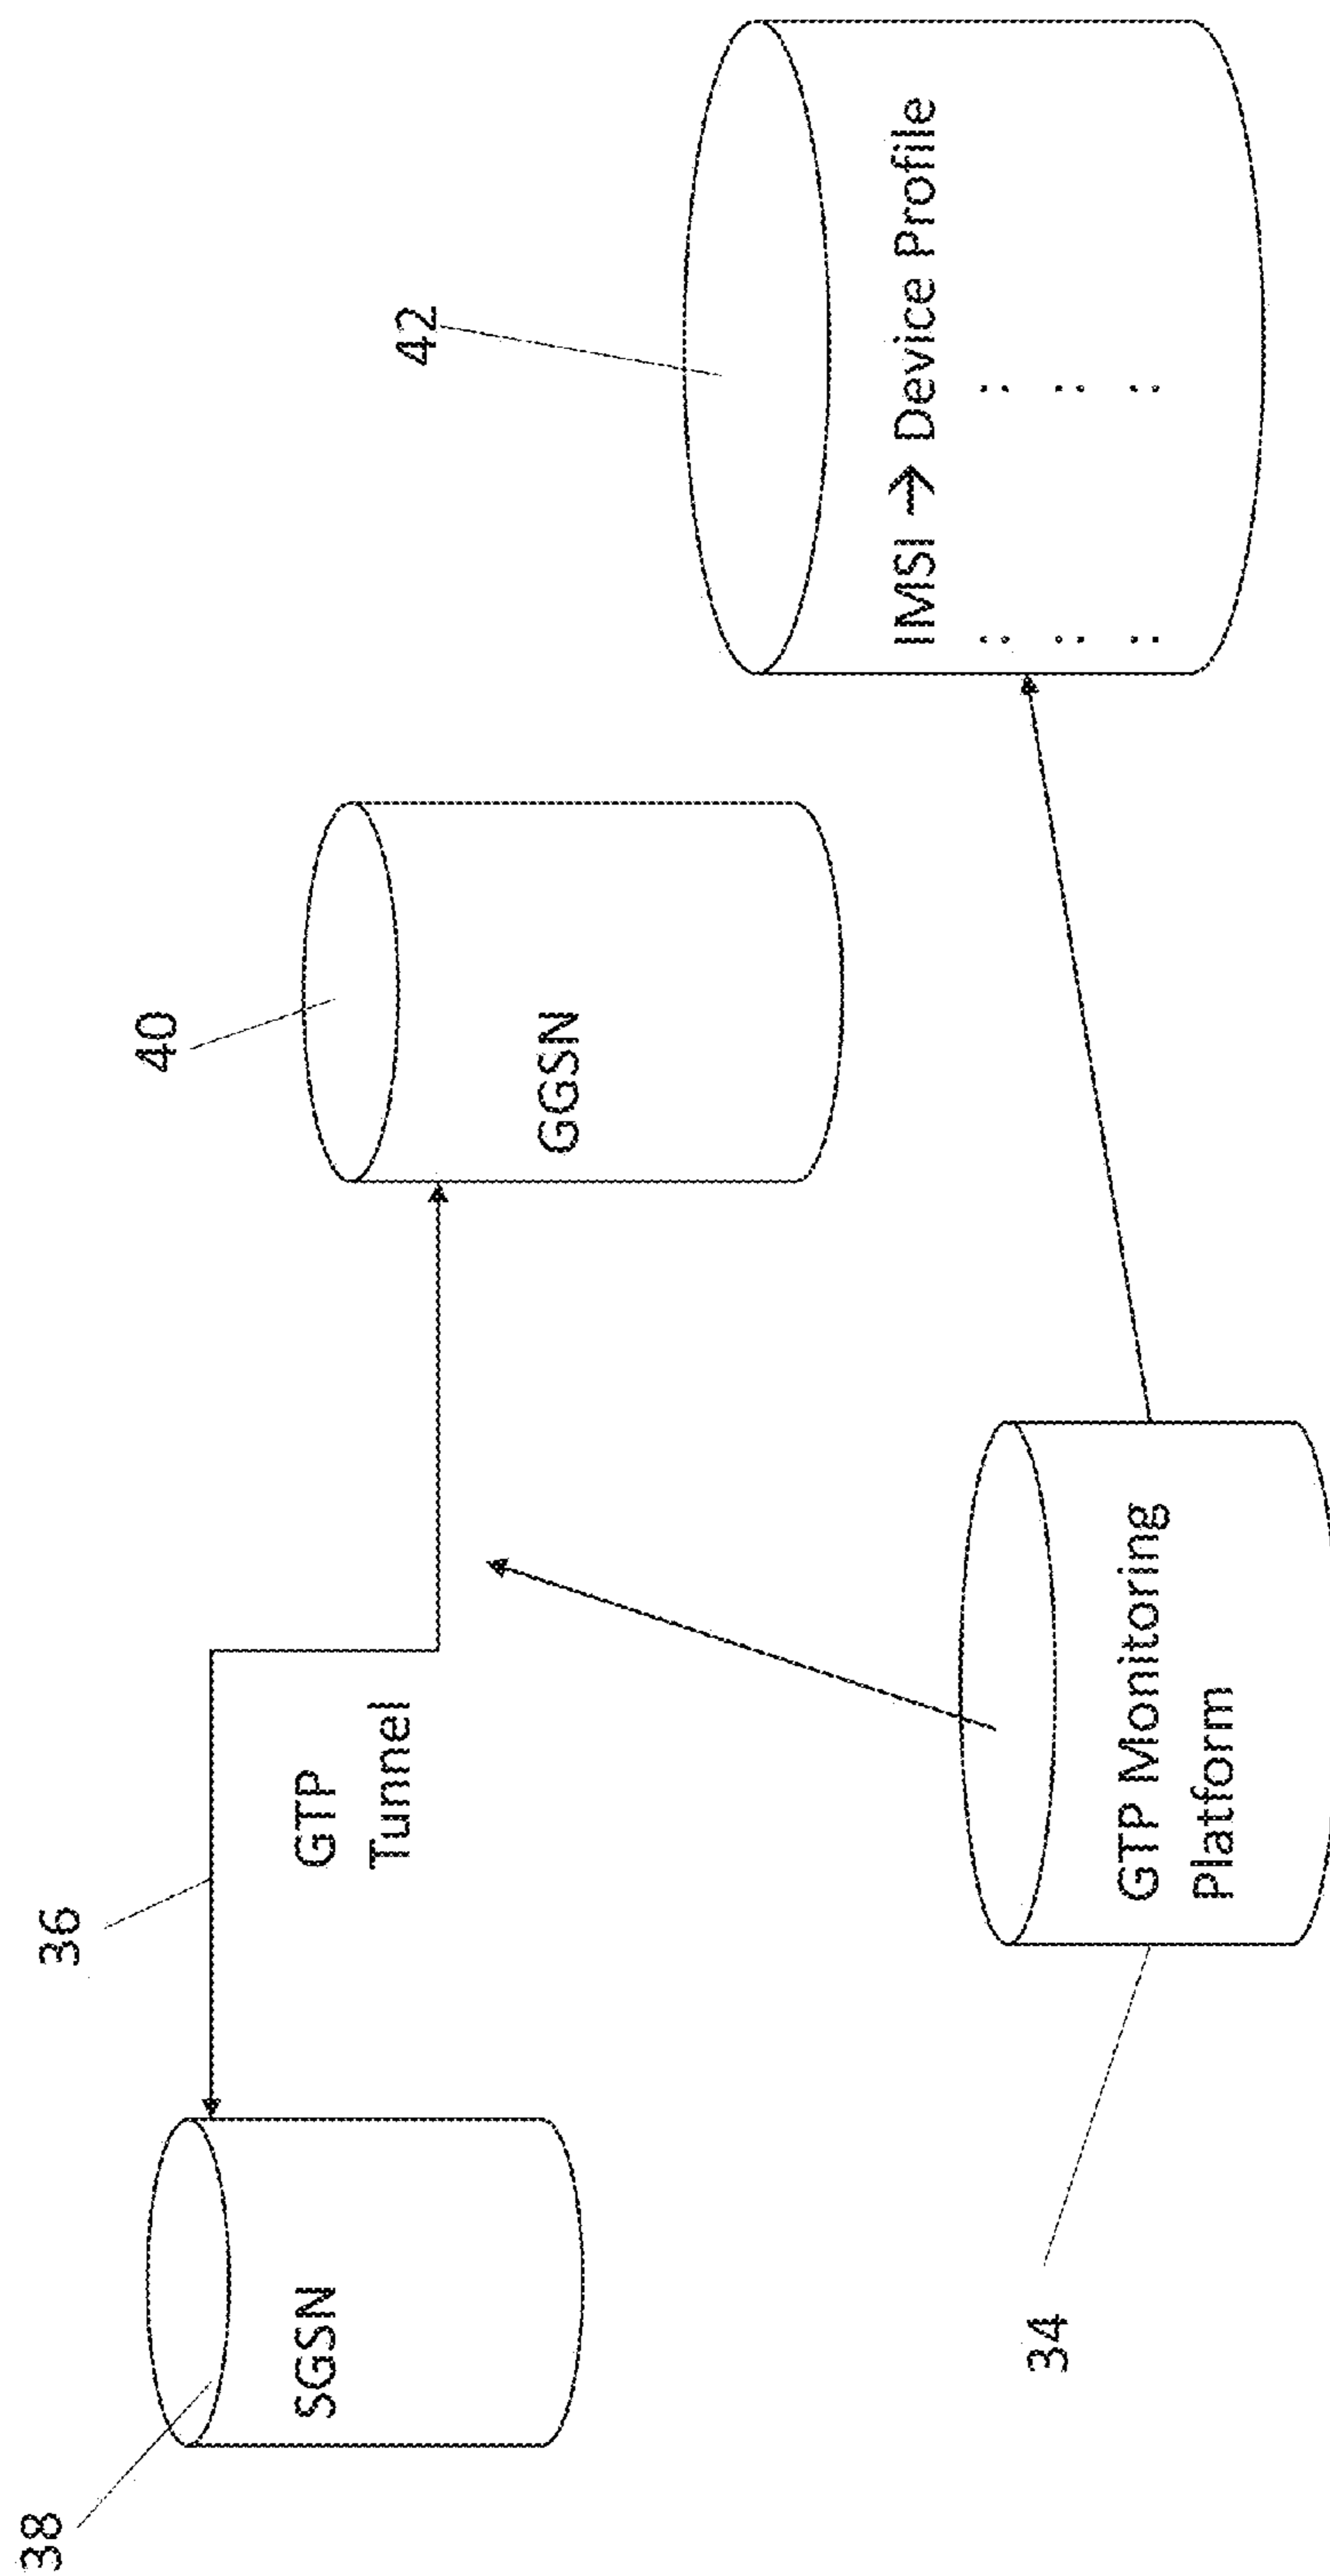 38
36
40
42
SGSN
GTP
Tunnel
GGSN
IMSI → Device Profile
: :
: :
: :
34
GTP Monitoring
Platform